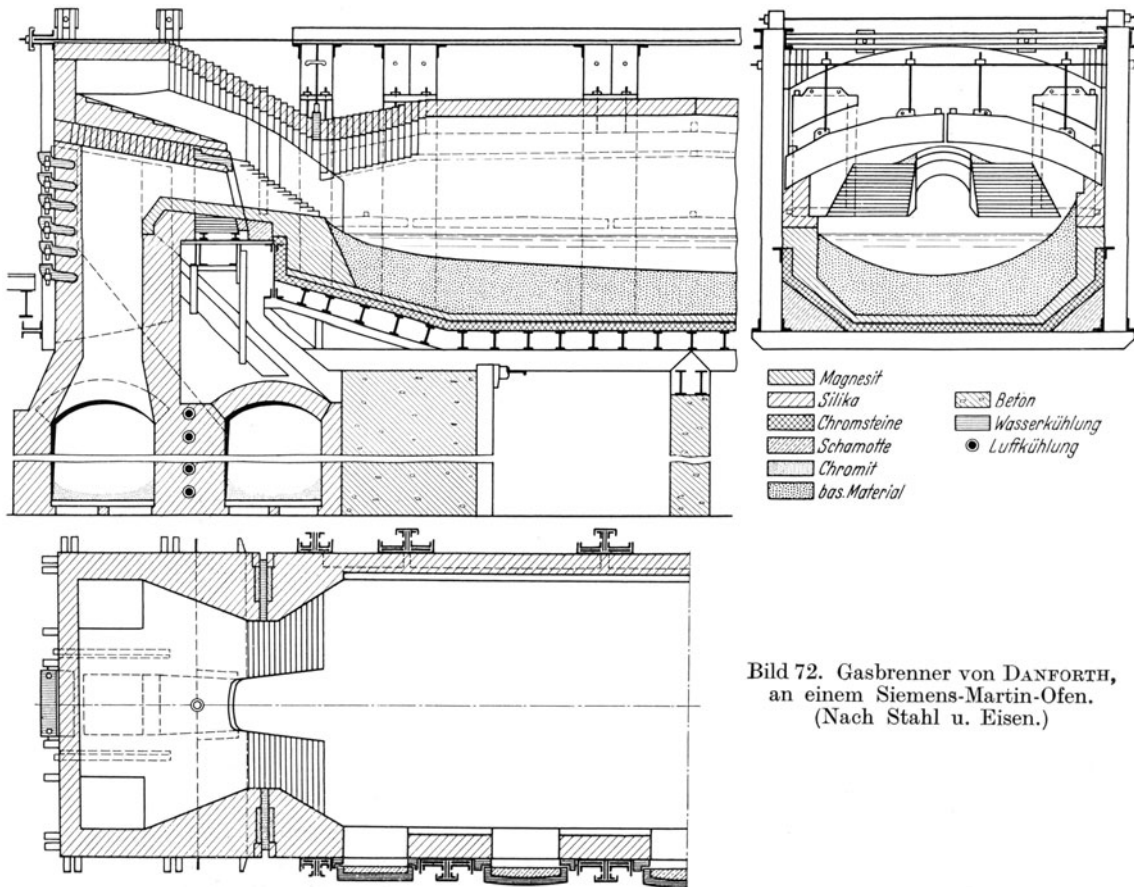 Magnesit
Silika
Chromsteine
Schamotte
Chromit
bas. Material
Beton
Wasserkühlung
Luftkühlung
Bild 72. Gasbrenner von DANFORTH,
an einem Siemens-Martin-Ofen.
(Nach Stahl u. Eisen.)